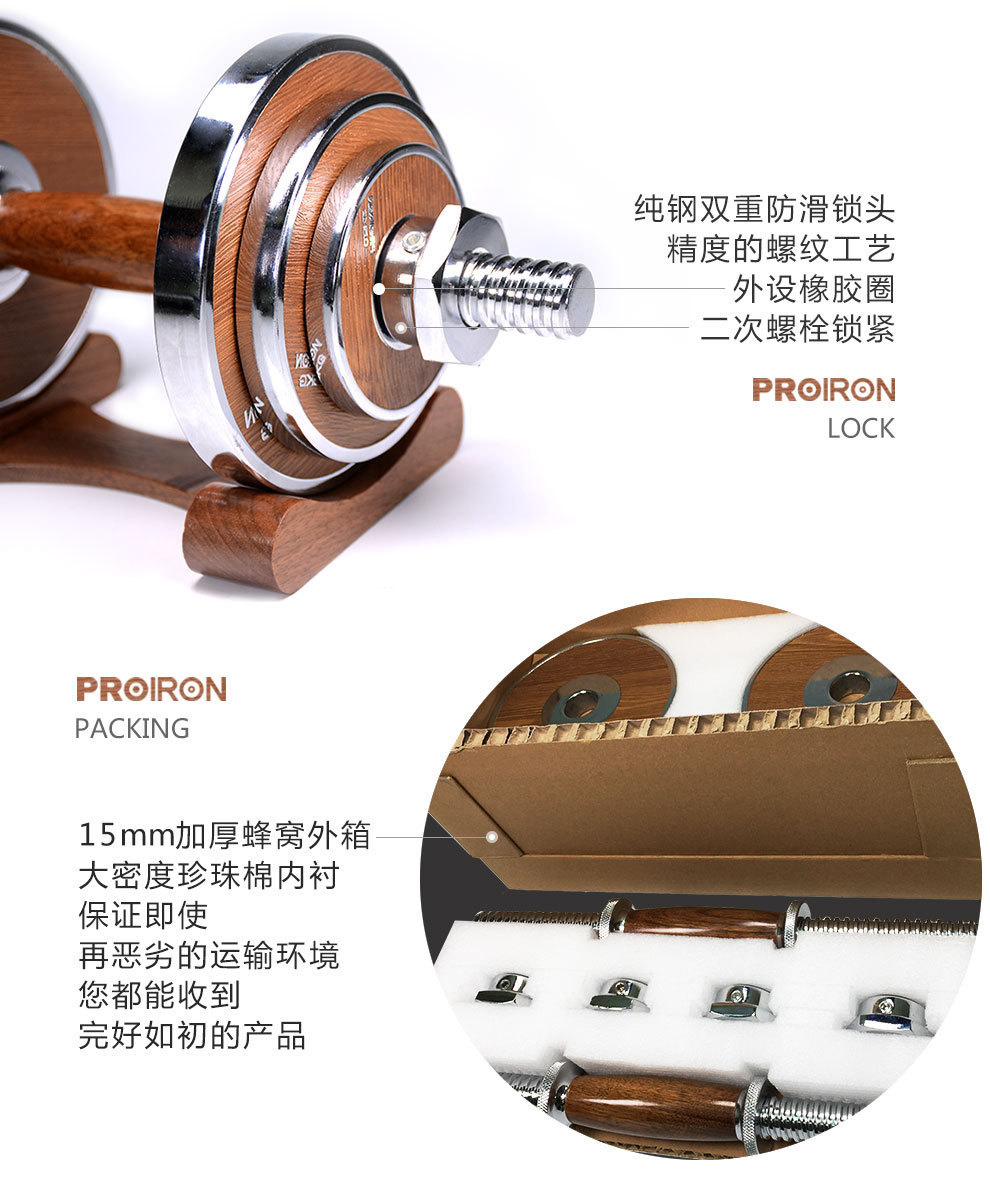 纯钢双重防滑锁头
精度的螺纹工艺
外设橡胶圈
二次螺栓锁紧
PROIRON
LOCK
PROIRON
PACKING
15mm加厚蜂窝外箱
大密度珍珠棉内衬
保证即使
再恶劣的运输环境
您都能收到
完好如初的产品